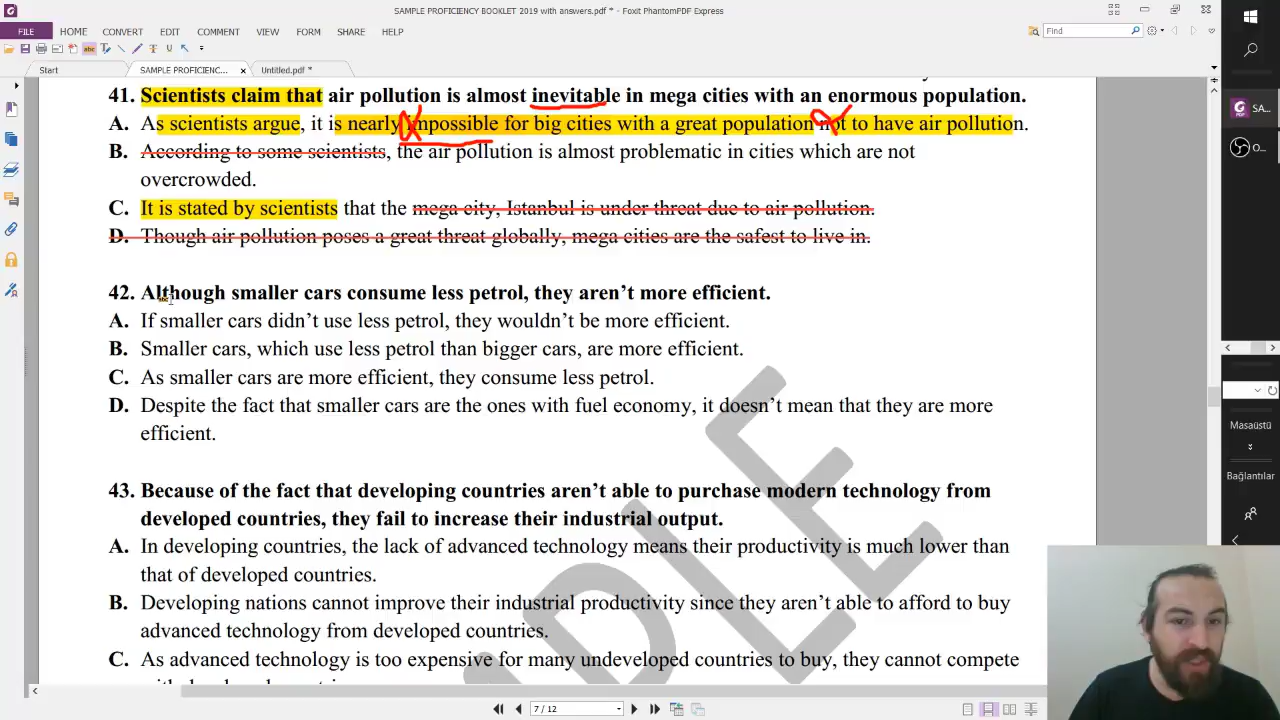 SAMPLE PROFICIENCY BOOKLET 2019 with answers.pdf * - Foxit PhantomPDF Express
FILE HOME CONVERT EDIT COMMENT VIEW FORM SHARE HELP
Find
Start SAMPLE PROFICIENC... Untitled.pdf *
41. Scientists claim that air pollution is almost inevitable in mega cities with an enormous population.
A. As scientists argue, it is nearly impossible for big cities with a great population not to have air pollution.
B. According to some scientists, the air pollution is almost problematic in cities which are not
overcrowded.
C. It is stated by scientists that the mega city, Istanbul is under threat due to air pollution.
D. Though air pollution poses a great threat globally, mega cities are the safest to live in.
42. Although smaller cars consume less petrol, they aren't more efficient.
A. If smaller cars didn't use less petrol, they wouldn't be more efficient.
B. Smaller cars, which use less petrol than bigger cars, are more efficient.
C. As smaller cars are more efficient, they consume less petrol.
D. Despite the fact that smaller cars are the ones with fuel economy, it doesn't mean that they are more
efficient.
43. Because of the fact that developing countries aren't able to purchase modern technology from
developed countries, they fail to increase their industrial output.
A. In developing countries, the lack of advanced technology means their productivity is much lower than
that of developed countries.
B. Developing nations cannot improve their industrial productivity since they aren't able to afford to buy
advanced technology from developed countries.
C. As advanced technology is too expensive for many undeveloped countries to buy, they cannot compete
7 / 12
SA...
O...
Masaüstü
Bağlantılar